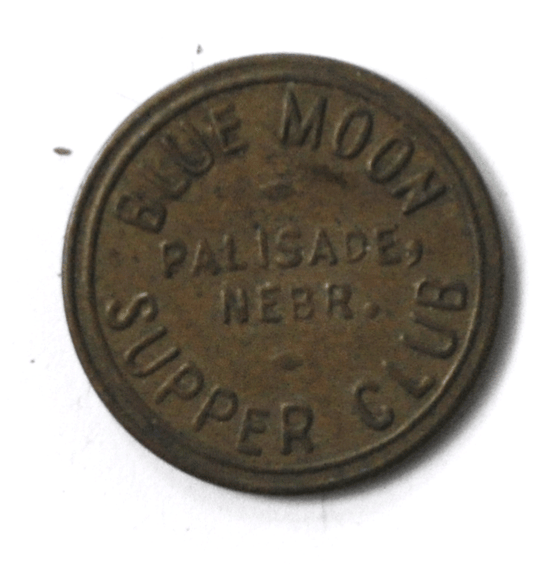 BLUE MOON
PALISADE,
NEBR.
SUPPER CLUB